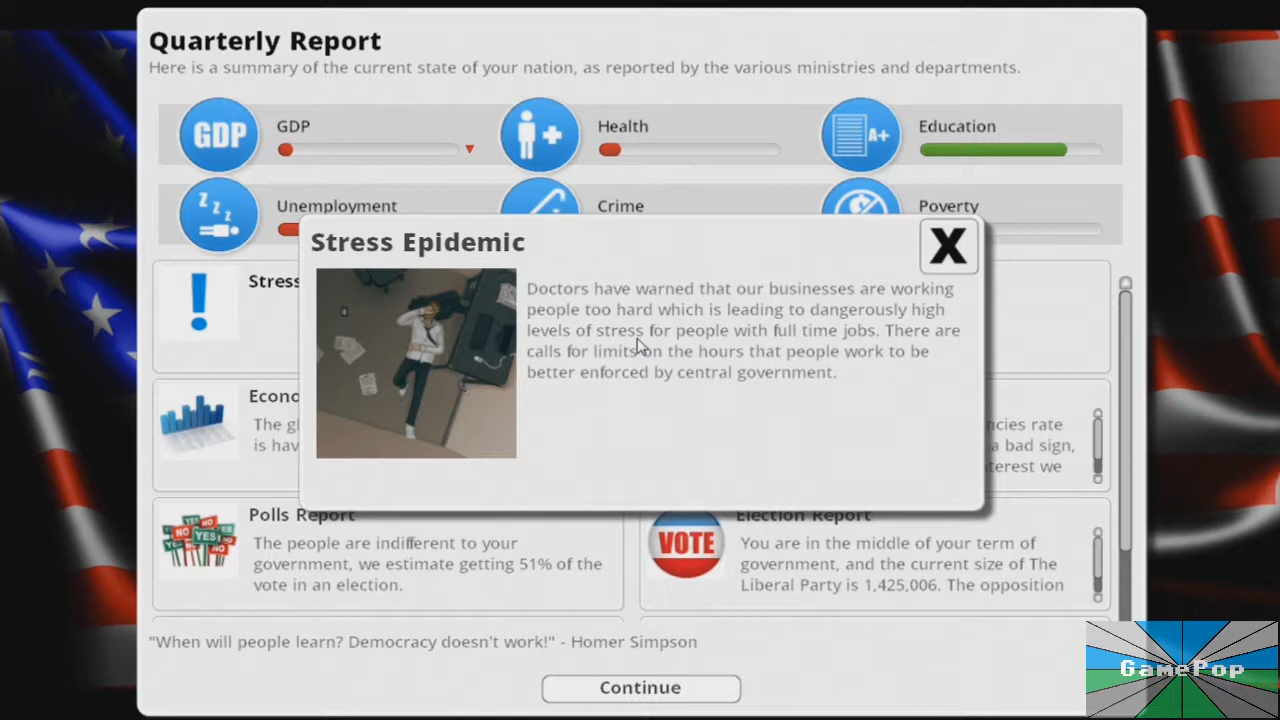 Quarterly Report
Here is a summary of the current state of your nation, as reported by the various ministries and departments.
GDP
GDP
Health
A+
Education
Z Z Z
Unemployment
Crime
Poverty
Stress Epidemic
X
Doctors have warned that our businesses are working
people too hard which is leading to dangerously high
levels of stress for people with full time jobs. There are
calls for limits on the hours that people work to be
better enforced by central government.
Stress
Econo
The gl
is hav
ncies rate
a bad sign,
terest we
Polls Report
YES NO NO YES NO
The people are indifferent to your
government, we estimate getting 51% of the
vote in an election.
VOTE
Election Report
You are in the middle of your term of
government, and the current size of The
Liberal Party is 1,425,006. The opposition
"When will people learn? Democracy doesn't work!" - Homer Simpson
Continue
GamePop